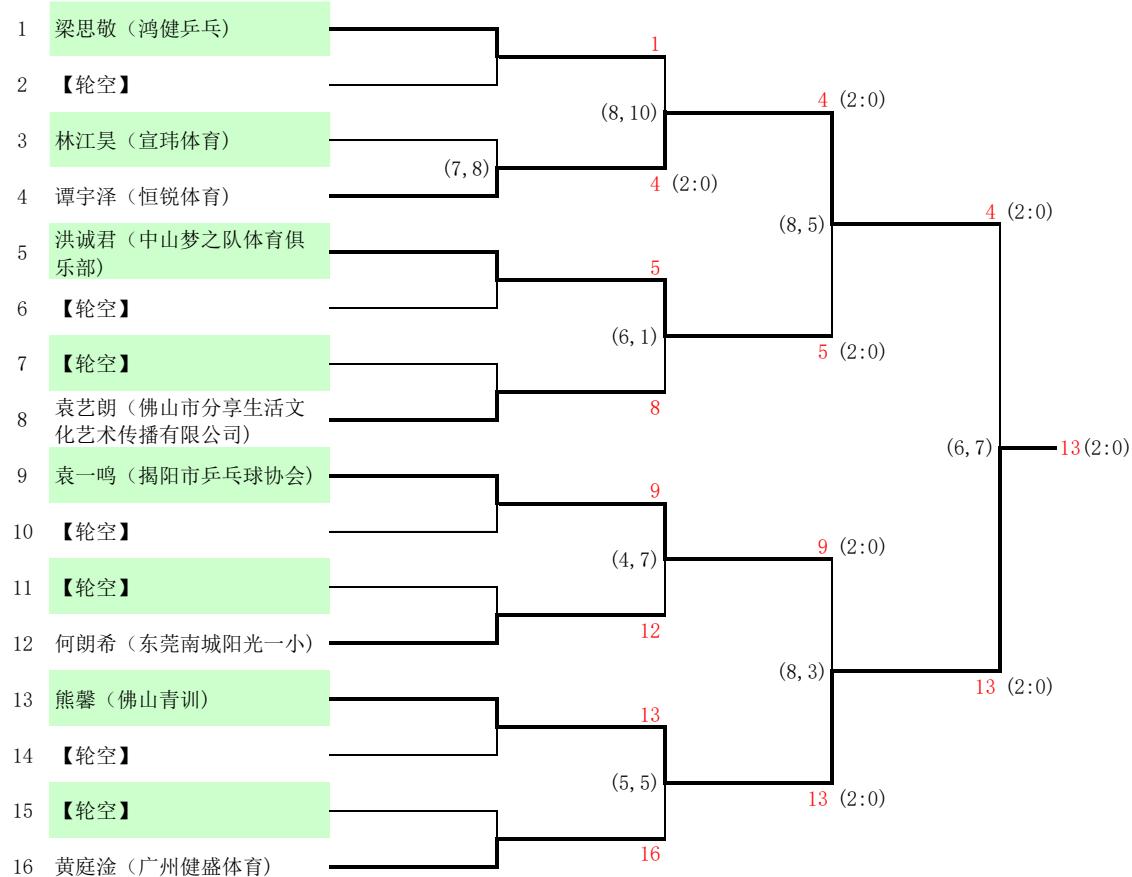 1 梁思敬（鸿健乒乓)
1
2 【轮空】
4 (2:0)
(8,10)
3 林江昊（宣玮体育)
(7,8)
4 (2:0)
4 谭宇泽（恒锐体育)
4 (2:0)
(8,5)
5 洪诚君（中山梦之队体育俱
乐部)
5
6 【轮空】
(6,1)
5 (2:0)
7 【轮空】
8 袁艺朗（佛山市分享生活文
化艺术传播有限公司)
8
(6,7)
13(2:0)
9 袁一鸣（揭阳市乒乓球协会)
9
10 【轮空】
9 (2:0)
(4,7)
11 【轮空】
12
12 何朗希（东莞南城阳光一小)
(8,3)
13 (2:0)
13 熊馨（佛山青训)
13
14 【轮空】
(5,5)
13 (2:0)
15 【轮空】
16
16 黄庭淦（广州健盛体育)